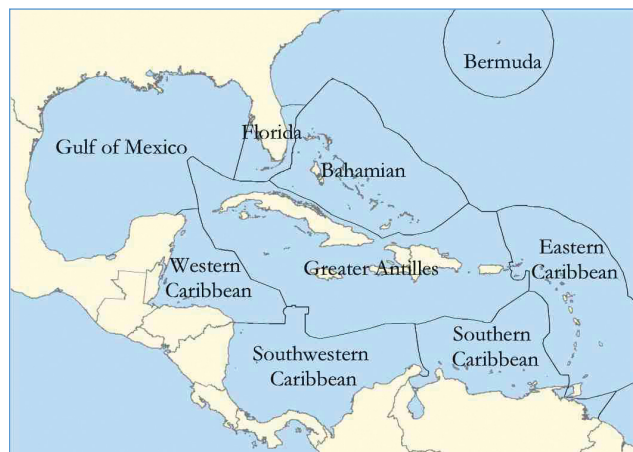 Bermuda
Florida
Gulf of Mexico
Bahamian
Western
Caribbean
Greater Antilles
Eastern
Caribbean
Southwestern
Caribbean
Southern
Caribbean